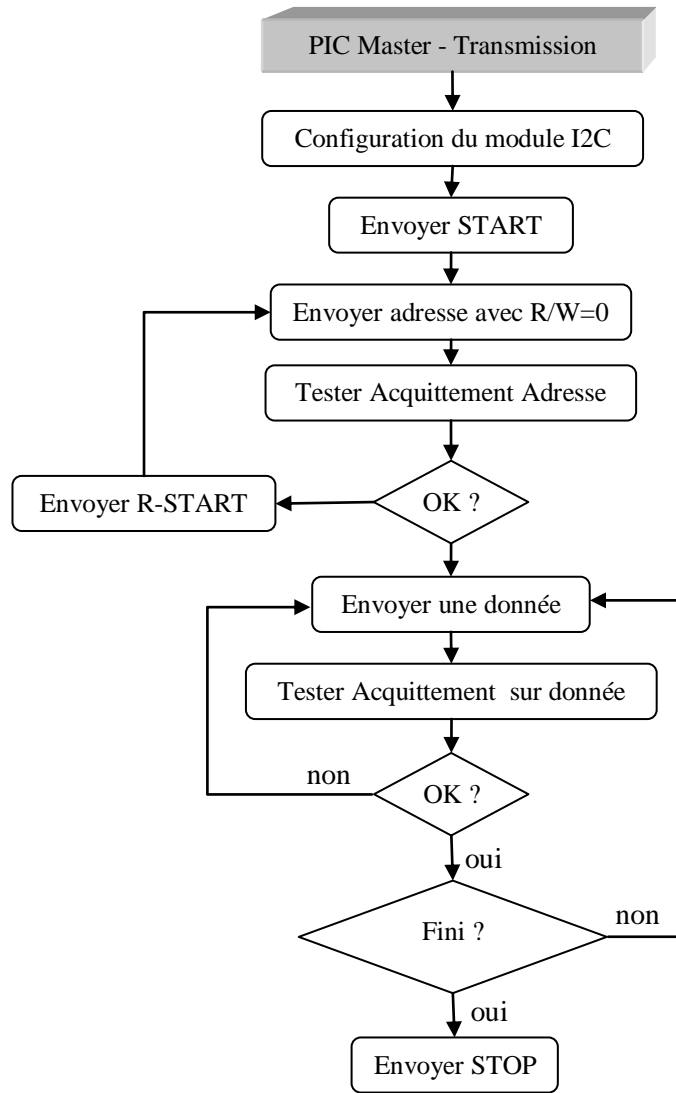 PIC Master - Transmission
Configuration du module I2C
Envoyer START
Envoyer adresse avec R/W=0
Tester Acquittement Adresse
Envoyer R-START
OK ?
Envoyer une donnée
Tester Acquittement sur donnée
non
OK ?
oui
Fini ?
non
oui
Envoyer STOP